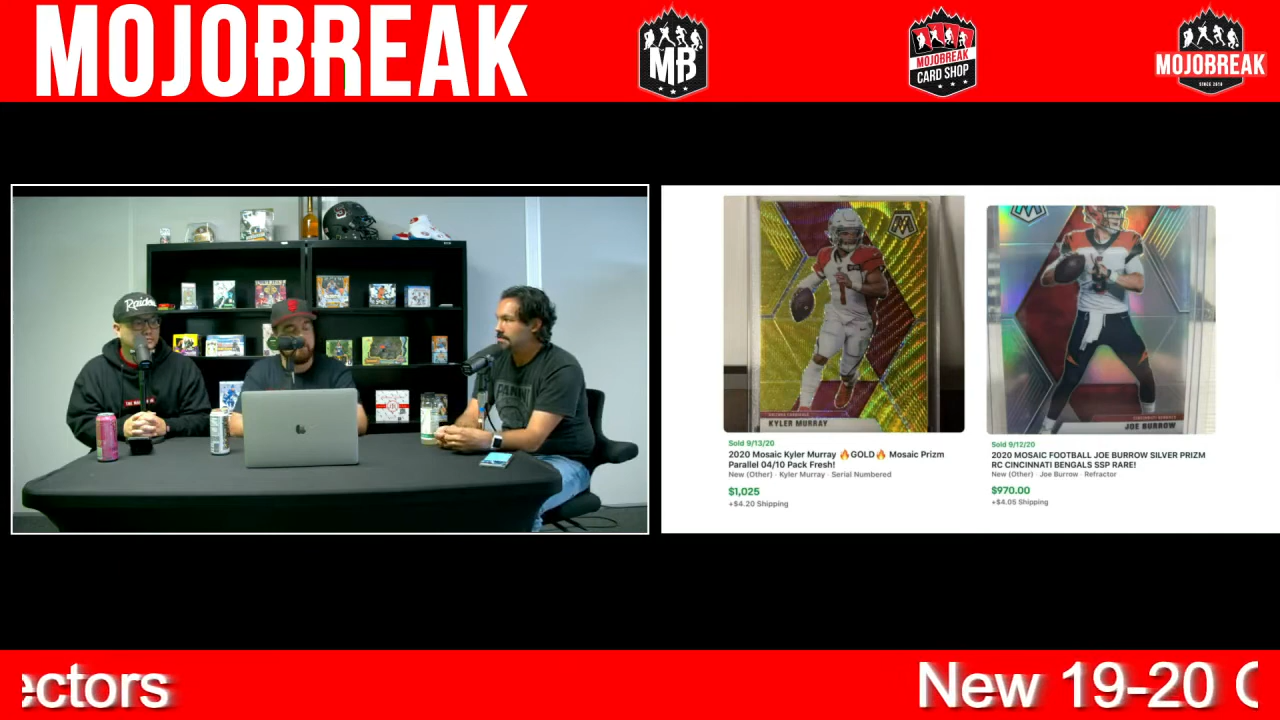 MOJOBREAK
MB
MOJOBREAK
CARD SHOP
MOJOBREAK
SINCE 2010
Raiders
PANINI
KYLER MURRAY
JOE BURROW
Sold 9/13/20
2020 Mosaic Kyler Murray 🔥GOLD🔥 Mosaic Prizm
Parallel 04/10 Pack Fresh!
New (Other) · Kyler Murray · Serial Numbered
$1,025
+$4.20 Shipping
Sold 9/12/20
2020 MOSAIC FOOTBALL JOE BURROW SILVER PRIZM
RC CINCINNATI BENGALS SSP RARE!
New (Other) · Joe Burrow · Refractor
$970.00
+$4.05 Shipping
ectors
New 19-20